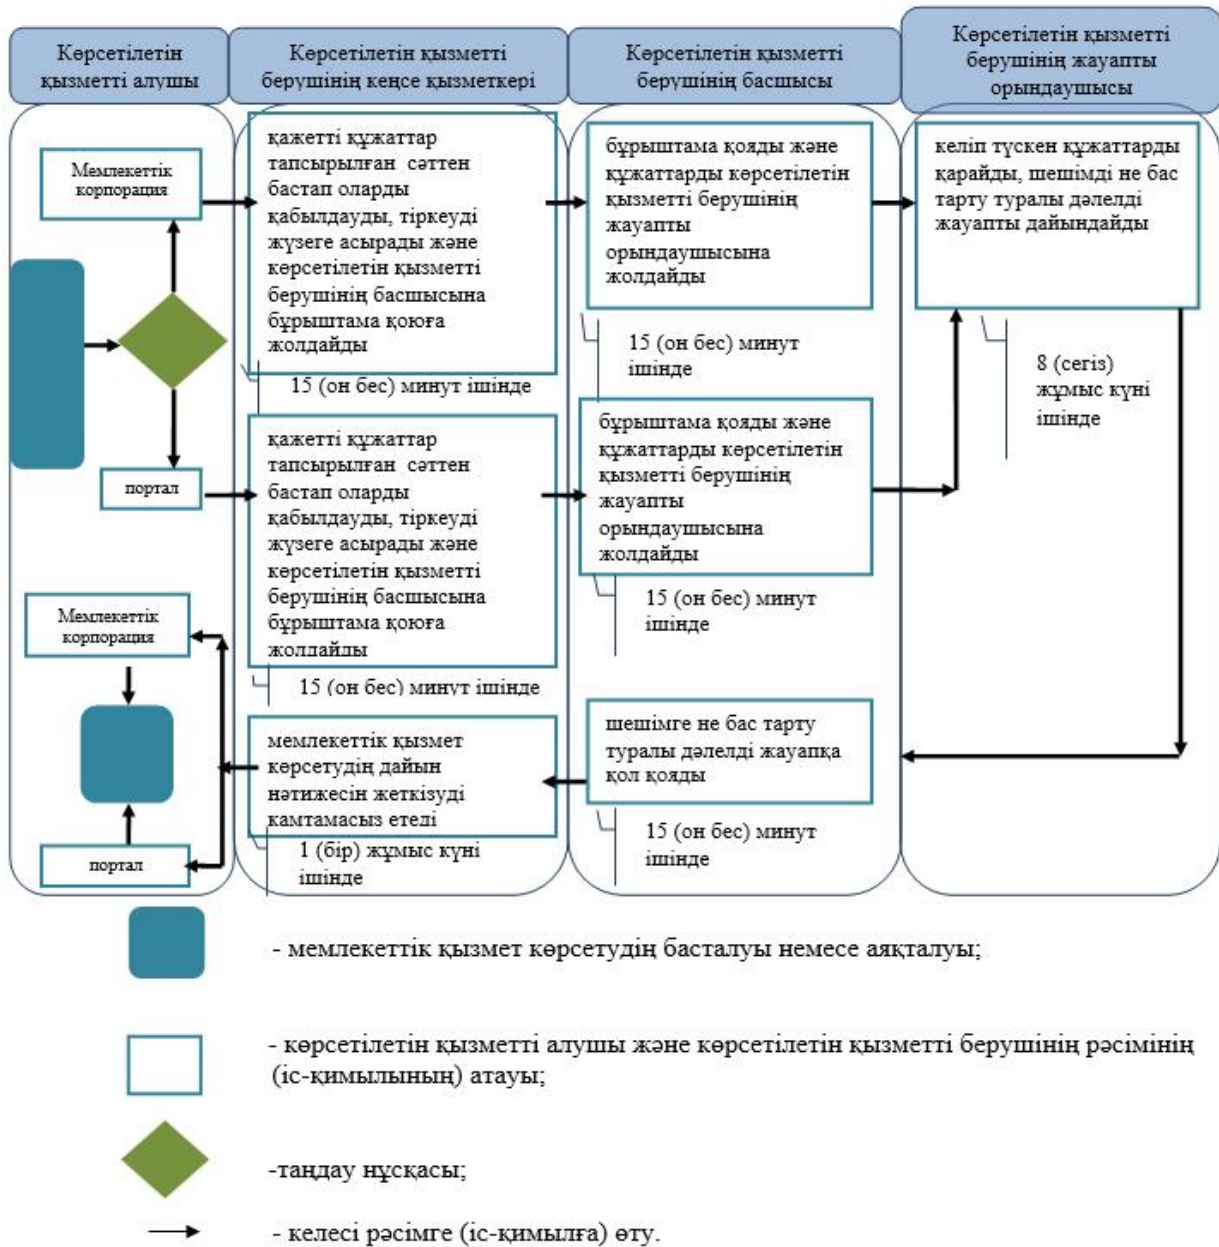 Көрсетілетін
қызметті алушы
Көрсетілетін қызметті
берушінің кеңсе қызметкері
Көрсетілетін қызметті
берушінің басшысы
Көрсетілетін қызметті
берушінің жауапты
орындаушысы
Мемлекеттік
корпорация
портал
Мемлекеттік
корпорация
портал
қажетті құжаттар
тапсырылған сәттен
бастап оларды
қабылдауды, тіркеуді
жүзеге асырады және
көрсетілетін қызметті
берушінің басшысына
бұрыштама қоюға
жолдайды
15 (он бес) минут ішінде
қажетті құжаттар
тапсырылған сәттен
бастап оларды
қабылдауды, тіркеуді
жүзеге асырады және
көрсетілетін қызметті
берушінің басшысына
бұрыштама қоюға
жолдайды
15 (он бес) минут ішінде
мемлекеттік қызмет
көрсетудің дайын
нәтижесін жеткізуді
қамтамасыз етеді
1 (бір) жұмыс күні
ішінде
бұрыштама қояды және
құжаттарды көрсетілетін
қызметті берушінің
жауапты
орындаушысына
жолдайды
15 (он бес) минут
ішінде
бұрыштама қояды және
құжаттарды көрсетілетін
қызметті берушінің
жауапты
орындаушысына
жолдайды
15 (он бес) минут
ішінде
шешімге не бас тарту
туралы дәлелді жауапқа
қол қояды
15 (он бес) минут
ішінде
келіп түскен құжаттарды
қарайды, шешімді не бас
тарту туралы дәлелді
жауапты дайындайды
8 (сегіз)
жұмыс күні
ішінде
- мемлекеттік қызмет көрсетудің басталуы немесе аяқталуы;
- көрсетілетін қызметті алушы және көрсетілетін қызметті берушінің рәсімінің
(іс-қимылының) атауы;
-таңдау нұсқасы;
- келесі рәсімге (іс-қимылға) өту.